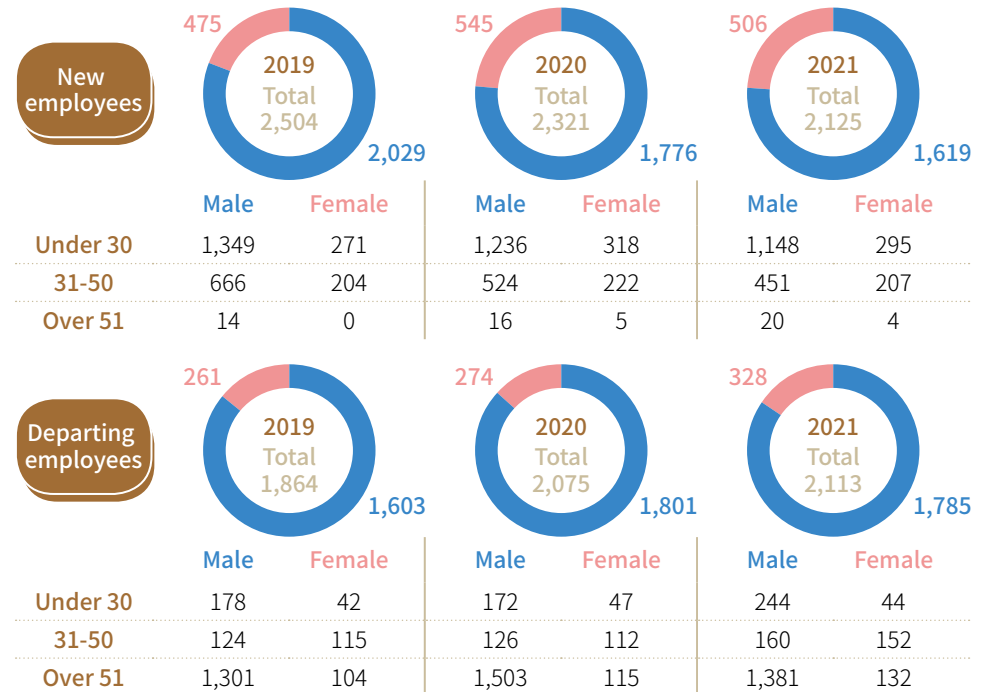 New
employees
475
2019
Total
2,504
2,029
545
2020
Total
2,321
1,776
506
2021
Total
2,125
1,619
Male Female Male Female Male Female
Under 30 1,349 271 1,236 318 1,148 295
31-50 666 204 524 222 451 207
Over 51 14 0 16 5 20 4
Departing
employees
261
2019
Total
1,864
1,603
274
2020
Total
2,075
1,801
328
2021
Total
2,113
1,785
Male Female Male Female Male Female
Under 30 178 42 172 47 244 44
31-50 124 115 126 112 160 152
Over 51 1,301 104 1,503 115 1,381 132